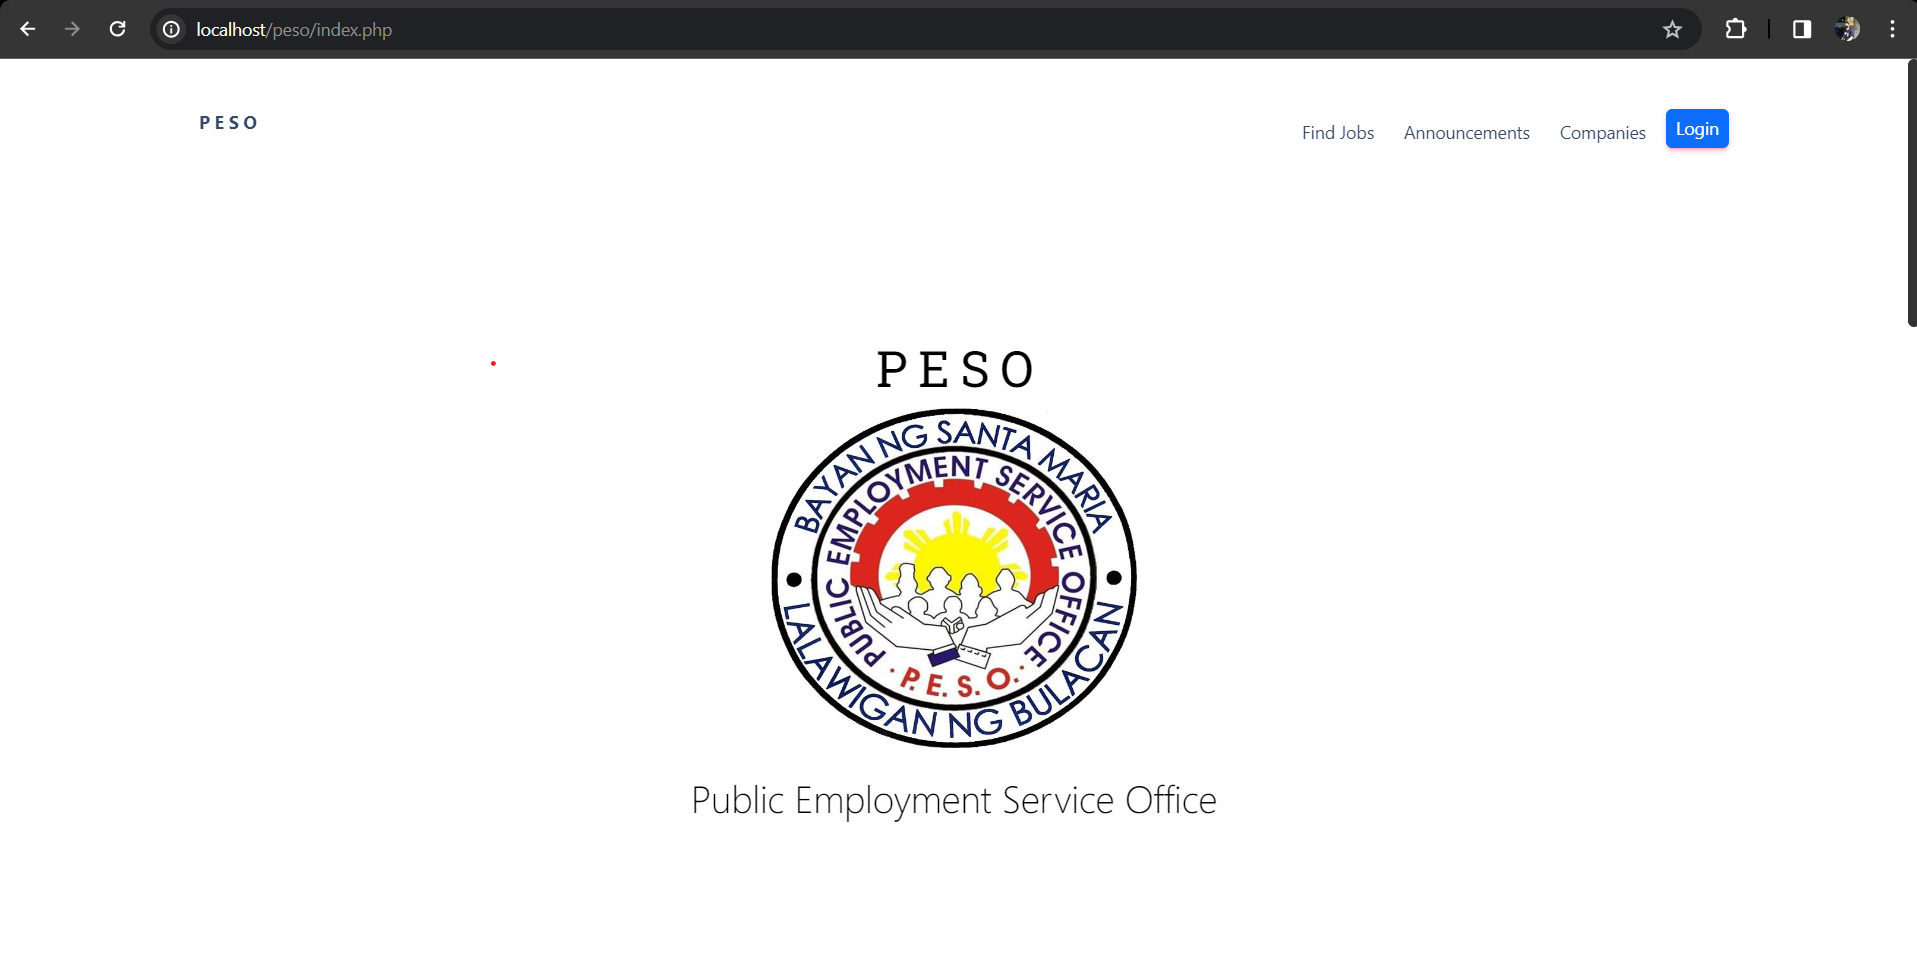 localhost/peso/index.php
PESO
Find Jobs
Announcements
Companies
Login
PESO
BAYAN NG SANTA MARIA
PUBLIC EMPLOYMENT SERVICE OFFICE
P.E.S.O.
LALAWIGAN NG BULACAN
Public Employment Service Office